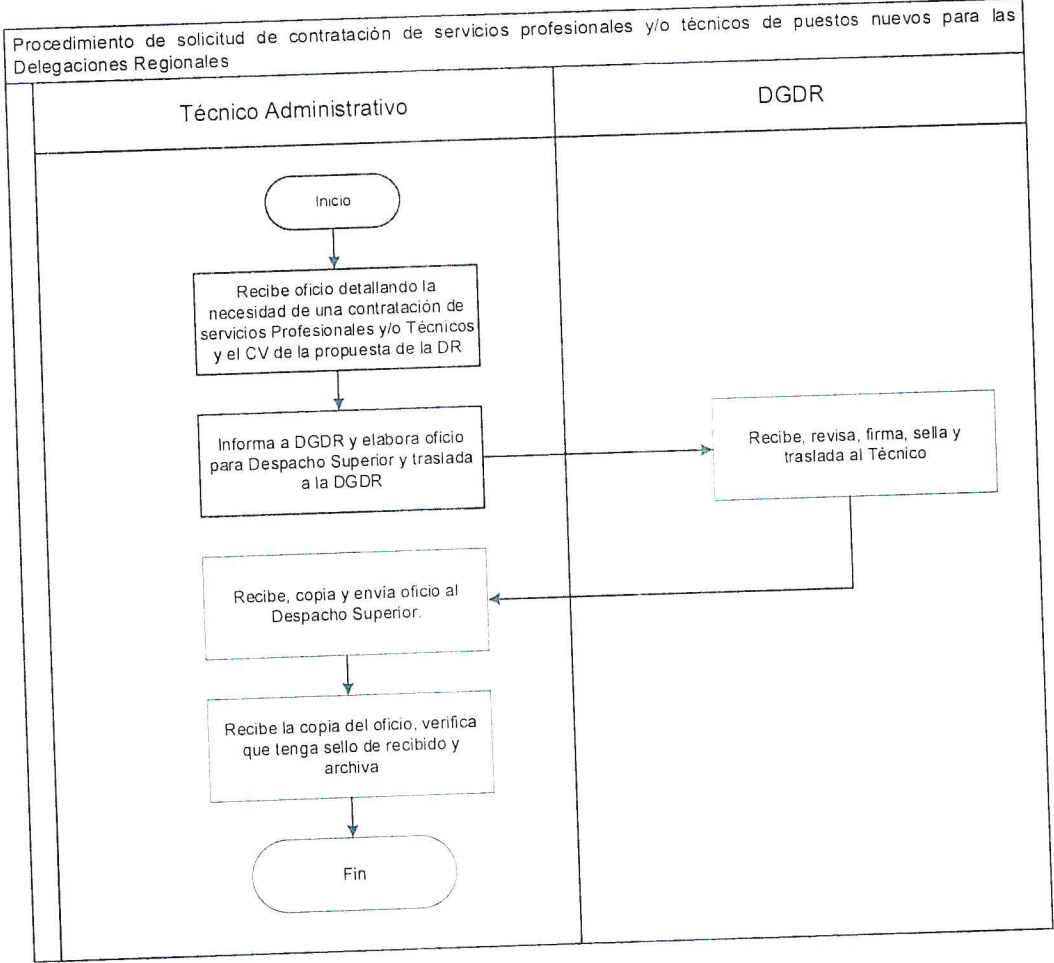 Procedimiento de solicitud de contratación de servicios profesionales y/o técnicos de puestos nuevos para las
Delegaciones Regionales
Técnico Administrativo
DGDR
Inicio
Recibe oficio detallando la
necesidad de una contratación de
servicios Profesionales y/o Técnicos
y el CV de la propuesta de la DR
Informa a DGDR y elabora oficio
para Despacho Superior y traslada
a la DGDR
Recibe, revisa, firma, sella y
traslada al Técnico
Recibe, copia y envía oficio al
Despacho Superior.
Recibe la copia del oficio, verifica
que tenga sello de recibido y
archiva
Fin